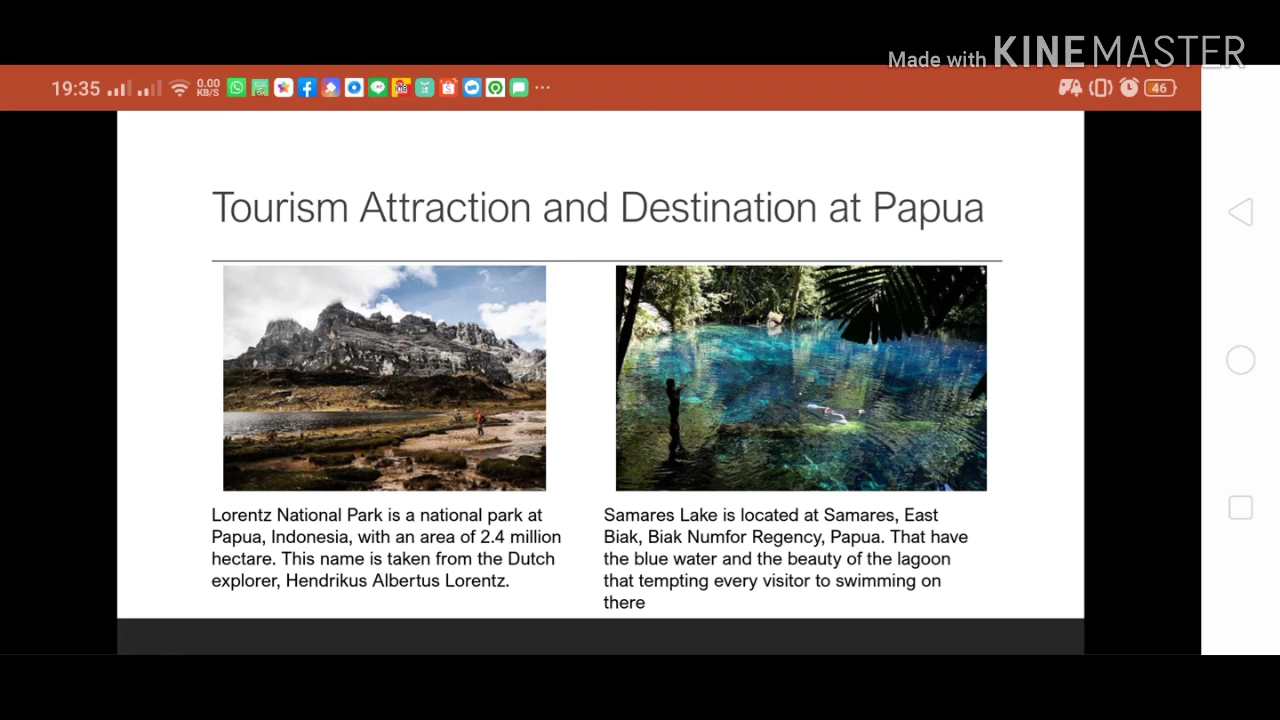 Made with KINEMASTER
19:35 0.00 KB/S 46
Tourism Attraction and Destination at Papua
Lorentz National Park is a national park at
Papua, Indonesia, with an area of 2.4 million
hectare. This name is taken from the Dutch
explorer, Hendrikus Albertus Lorentz.
Samares Lake is located at Samares, East
Biak, Biak Numfor Regency, Papua. That have
the blue water and the beauty of the lagoon
that tempting every visitor to swimming on
there